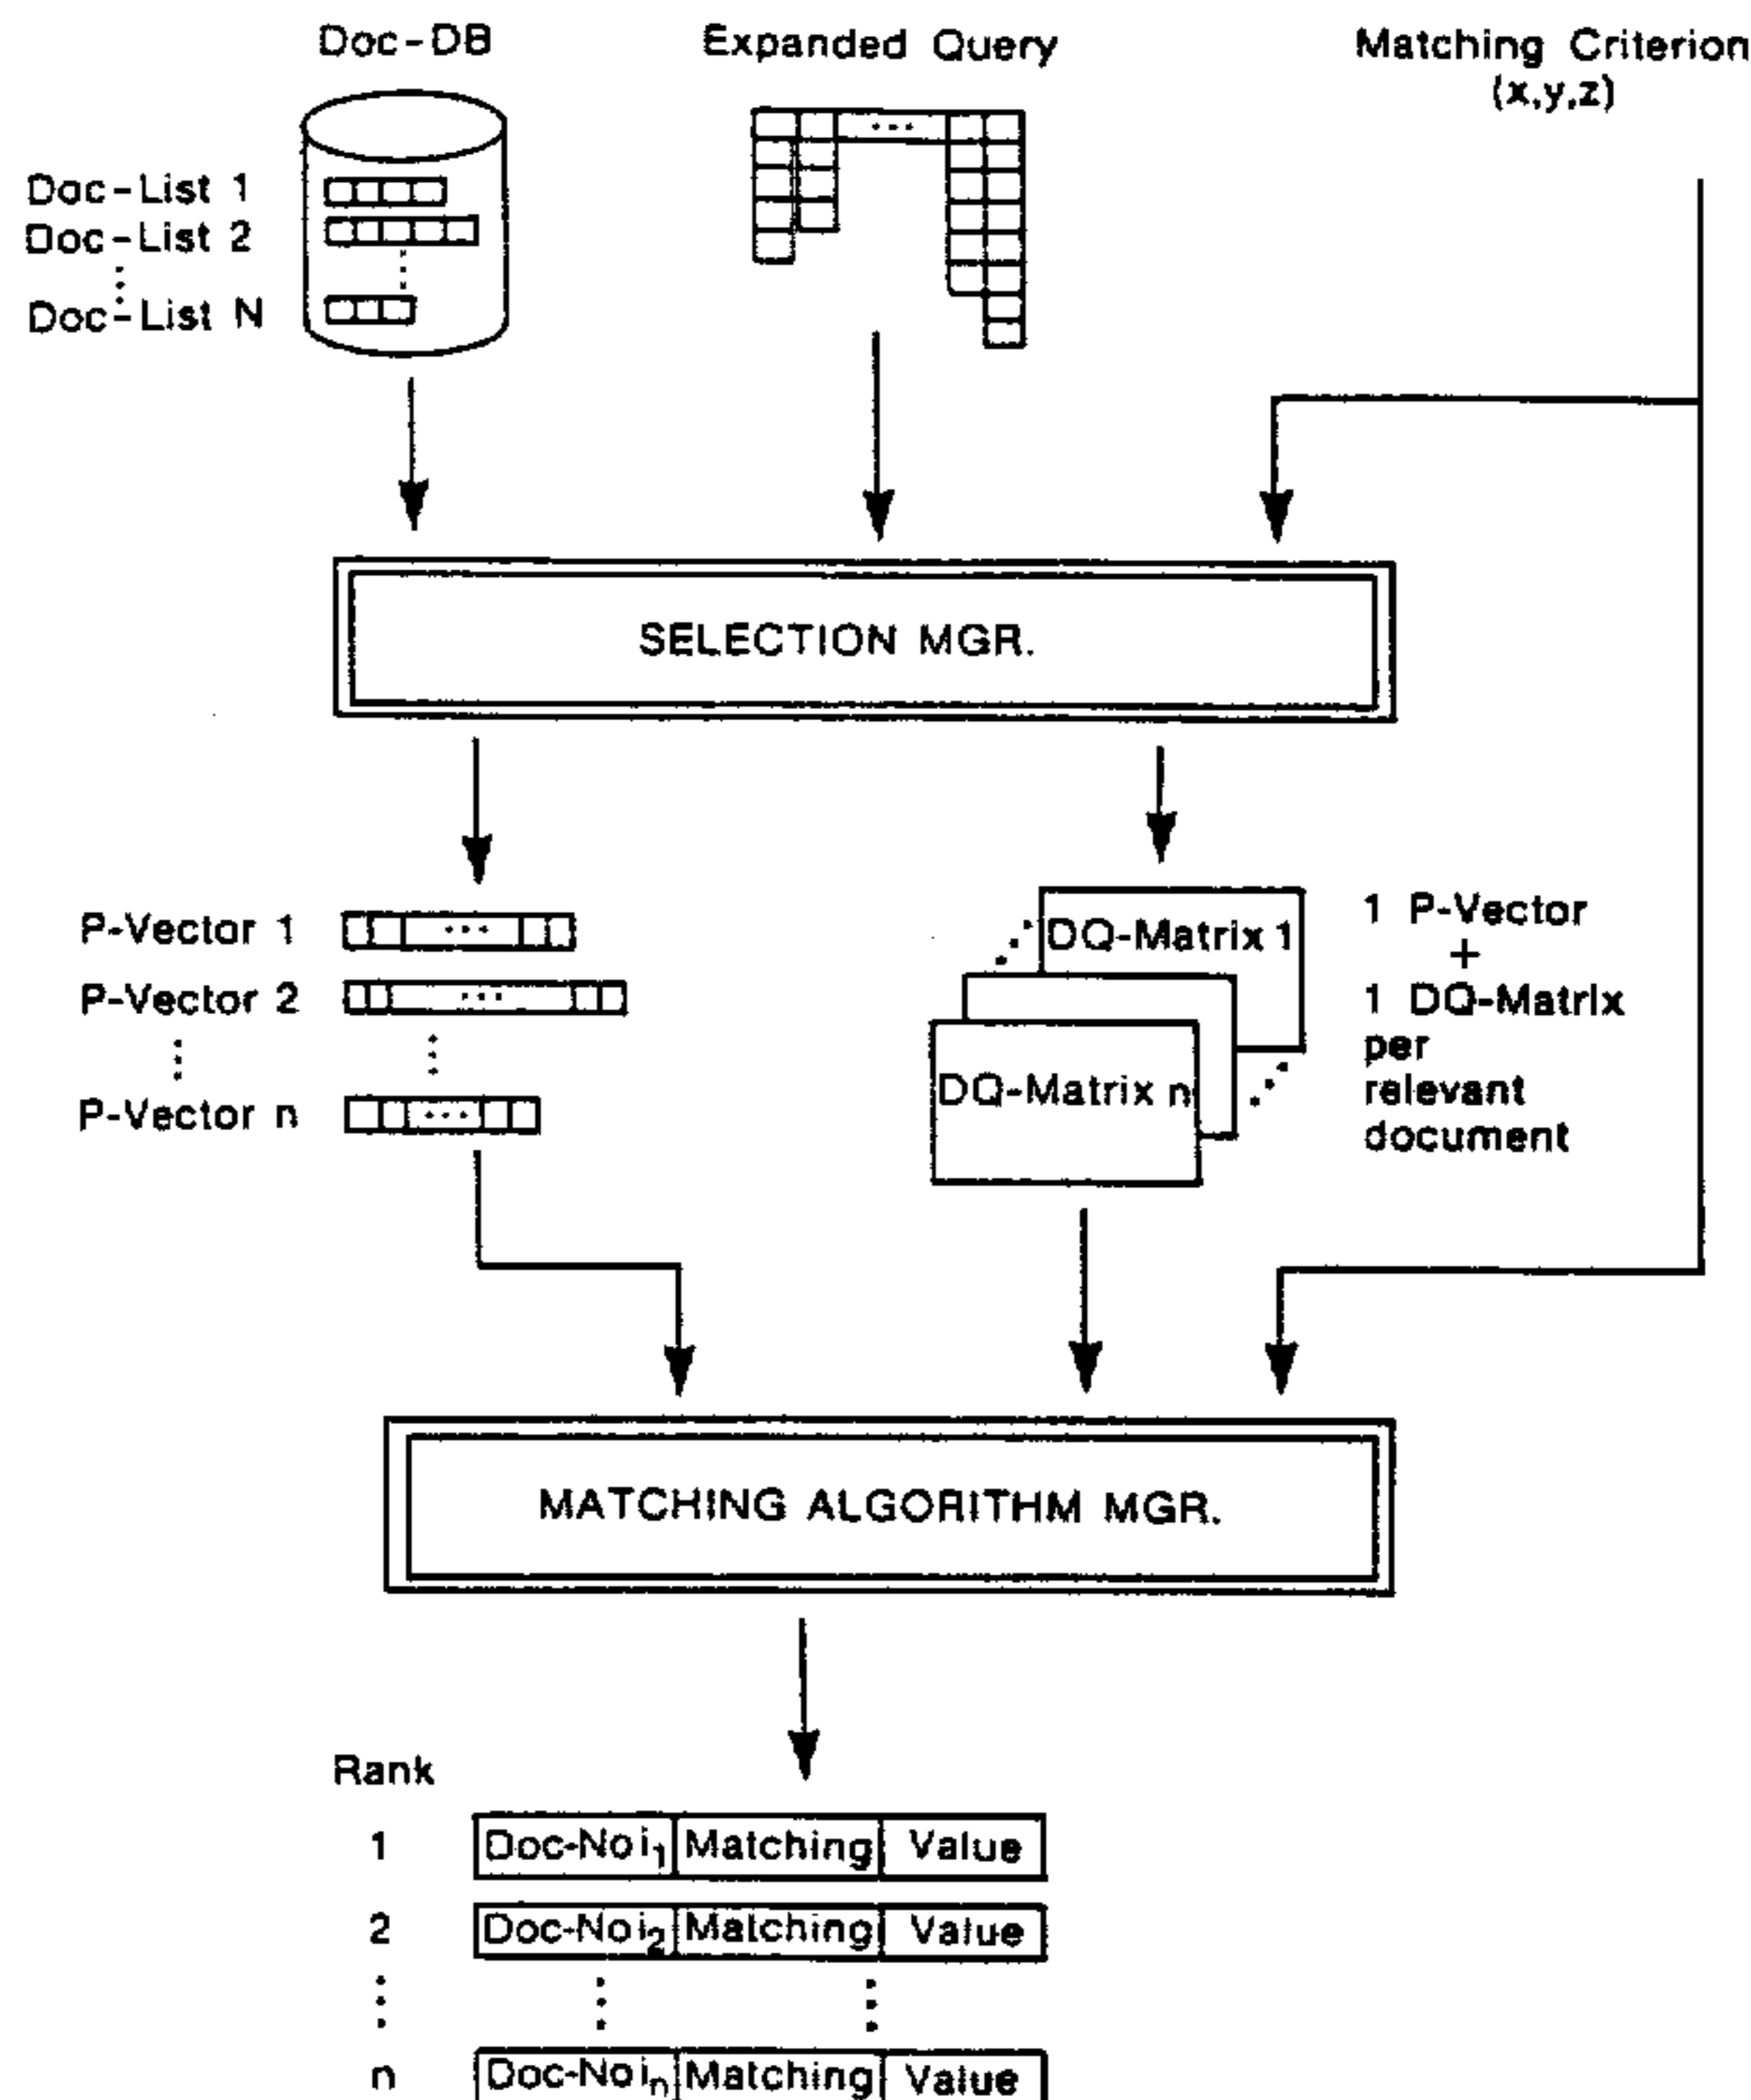 Doc-DB
Expanded Query
Matching Criterion
(x,y,z)
Doc-List 1
Doc-List 2
Doc-List N
SELECTION MGR.
P-Vector 1
P-Vector 2
P-Vector n
DQ-Matrix 1
DQ-Matrix n
1 P-Vector
+
1 DQ-Matrix
per
relevant
document
MATCHING ALGORITHM MGR.
Rank
1 Doc-No i₁ Matching Value
2 Doc-No i₂ Matching Value
n Doc-No iₙ Matching Value